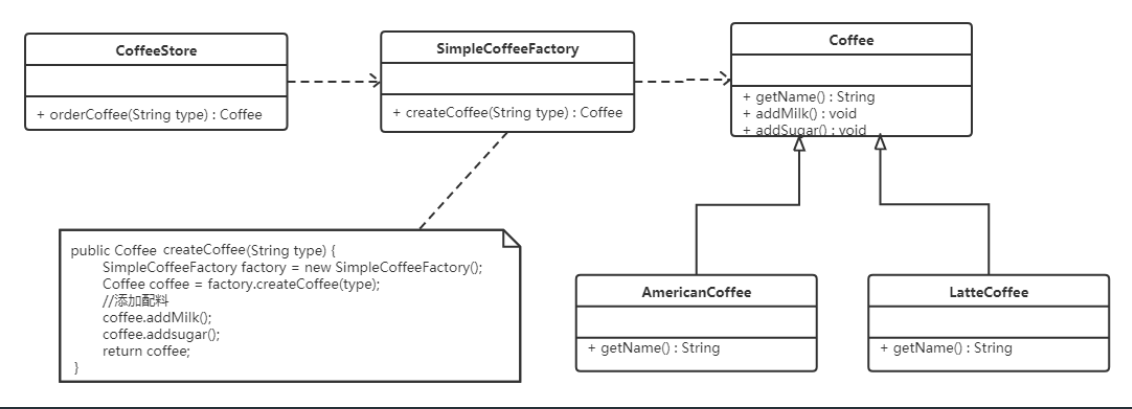 CoffeeStore
+ orderCoffee(String type) : Coffee
SimpleCoffeeFactory
+ createCoffee(String type) : Coffee
Coffee
+ getName() : String
+ addMilk() : void
+ addSugar() : void
public Coffee createCoffee(String type) {
SimpleCoffeeFactory factory = new SimpleCoffeeFactory();
Coffee coffee = factory.createCoffee(type);
//添加配料
coffee.addMilk();
coffee.addsugar();
return coffee;
}
AmericanCoffee
+ getName() : String
LatteCoffee
+ getName() : String